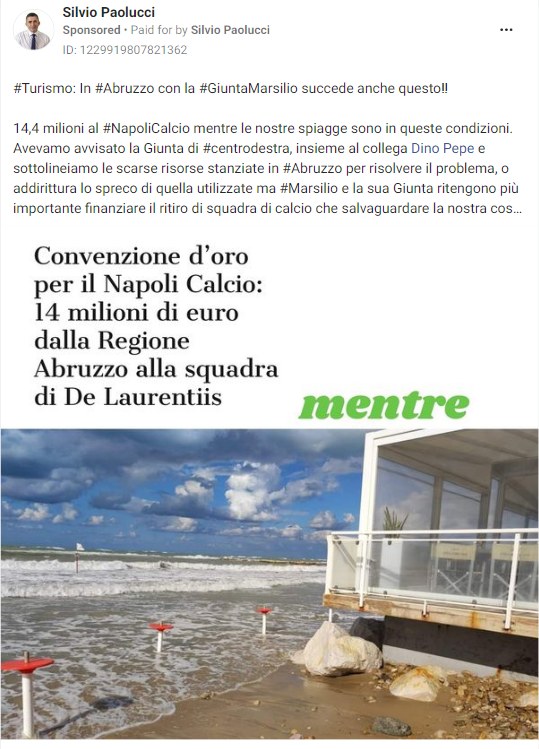 Silvio Paolucci
Sponsored • Paid for by Silvio Paolucci
ID: 1229919807821362
#Turismo: In #Abruzzo con la #GiuntaMarsilio succede anche questo!!
14,4 milioni al #NapoliCalcio mentre le nostre spiagge sono in queste condizioni.
Avevamo avvisato la Giunta di #centrodestra, insieme al collega Dino Pepe e
sottolineiamo le scarse risorse stanziate in #Abruzzo per risolvere il problema, o
addirittura lo spreco di quella utilizzate ma #Marsilio e la sua Giunta ritengono più
importante finanziare il ritiro di squadra di calcio che salvaguardare la nostra cos...
Convenzione d’oro
per il Napoli Calcio:
14 milioni di euro
dalla Regione
Abruzzo alla squadra
di De Laurentiis
mentre